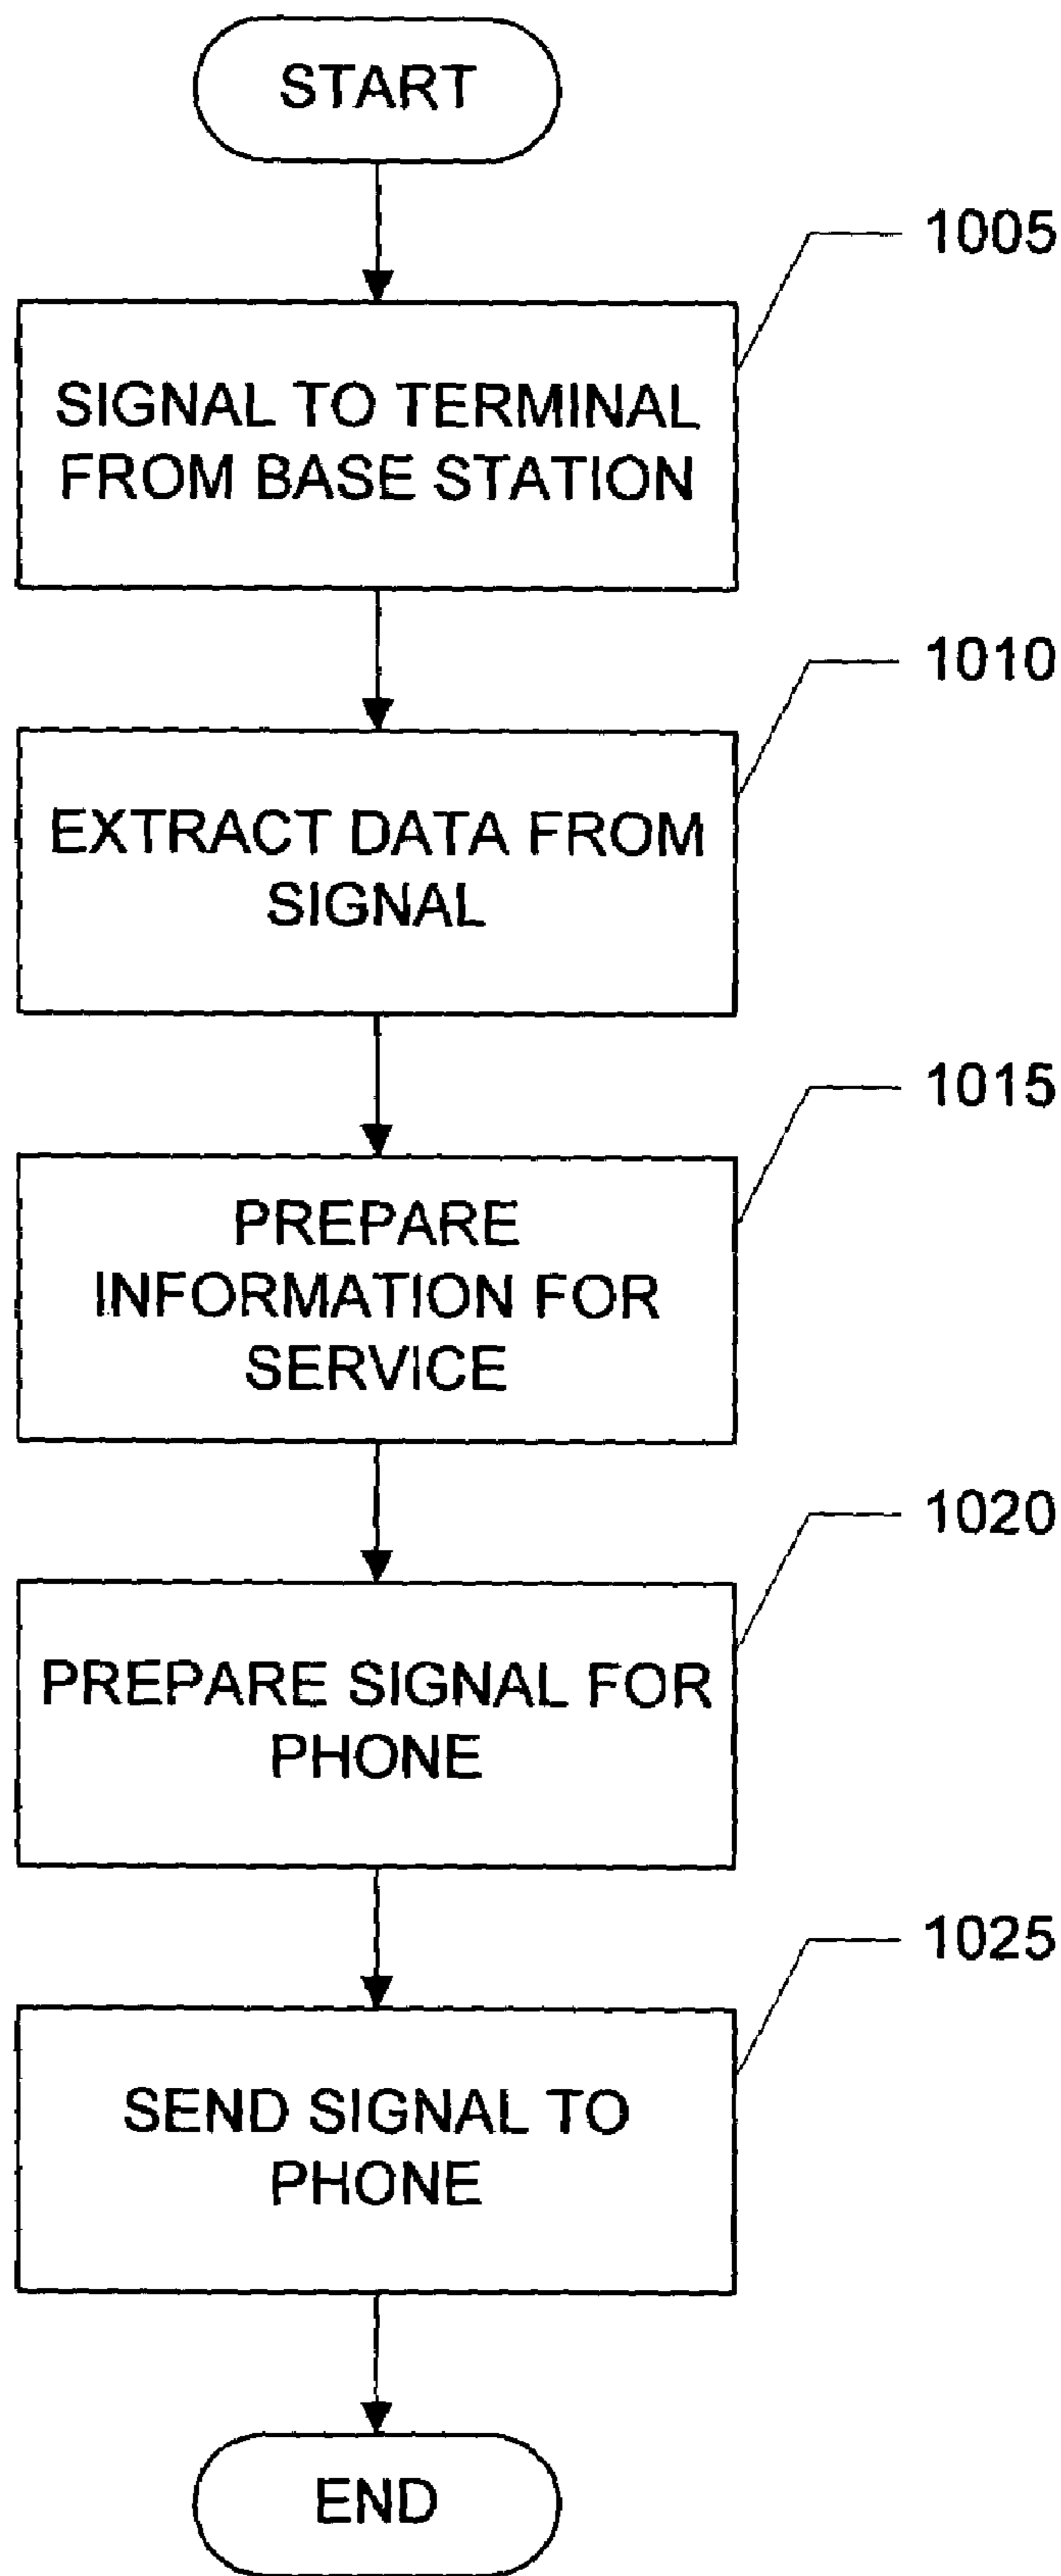 START
1005
SIGNAL TO TERMINAL
FROM BASE STATION
1010
EXTRACT DATA FROM
SIGNAL
1015
PREPARE
INFORMATION FOR
SERVICE
1020
PREPARE SIGNAL FOR
PHONE
1025
SEND SIGNAL TO
PHONE
END